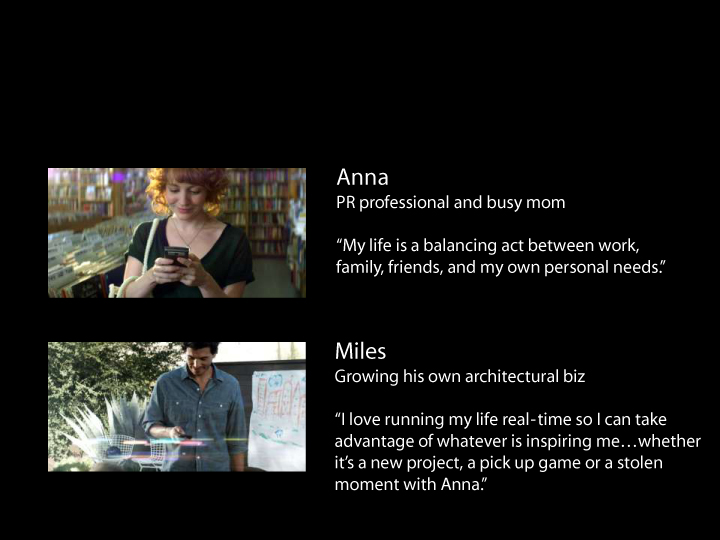 Anna
PR professional and busy mom
“My life is a balancing act between work,
family, friends, and my own personal needs.”
Miles
Growing his own architectural biz
“I love running my life real-time so I can take
advantage of whatever is inspiring me…whether
it’s a new project, a pick up game or a stolen
moment with Anna.”